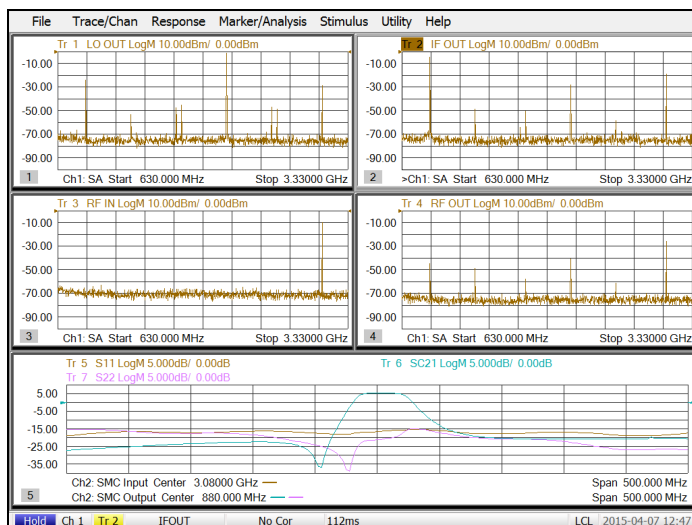 File Trace/Chan Response Marker/Analysis Stimulus Utility Help
Tr 1 LO OUT LogM 10.00dBm/ 0.00dBm
-10.00
-30.00
-50.00
-70.00
-90.00
1 Ch1: SA Start 630.000 MHz Stop 3.33000 GHz
Tr 2 IF OUT LogM 10.00dBm/ 0.00dBm
-10.00
-30.00
-50.00
-70.00
-90.00
2 >Ch1: SA Start 630.000 MHz Stop 3.33000 GHz
Tr 3 RF IN LogM 10.00dBm/ 0.00dBm
-10.00
-30.00
-50.00
-70.00
-90.00
3 Ch1: SA Start 630.000 MHz Stop 3.33000 GHz
Tr 4 RF OUT LogM 10.00dBm/ 0.00dBm
-10.00
-30.00
-50.00
-70.00
-90.00
4 Ch1: SA Start 630.000 MHz Stop 3.33000 GHz
Tr 5 S11 LogM 5.000dB/ 0.00dB Tr 6 SC21 LogM 5.000dB/ 0.00dB
Tr 7 S22 LogM 5.000dB/ 0.00dB
5.00
-5.00
-15.00
-25.00
-35.00
Ch2: SMC Input Center 3.08000 GHz Span 500.000 MHz
5 Ch2: SMC Output Center 880.000 MHz Span 500.000 MHz
Hold Ch 1 Tr 2 IFOUT No Cor 112ms LCL 2015-04-07 12:47